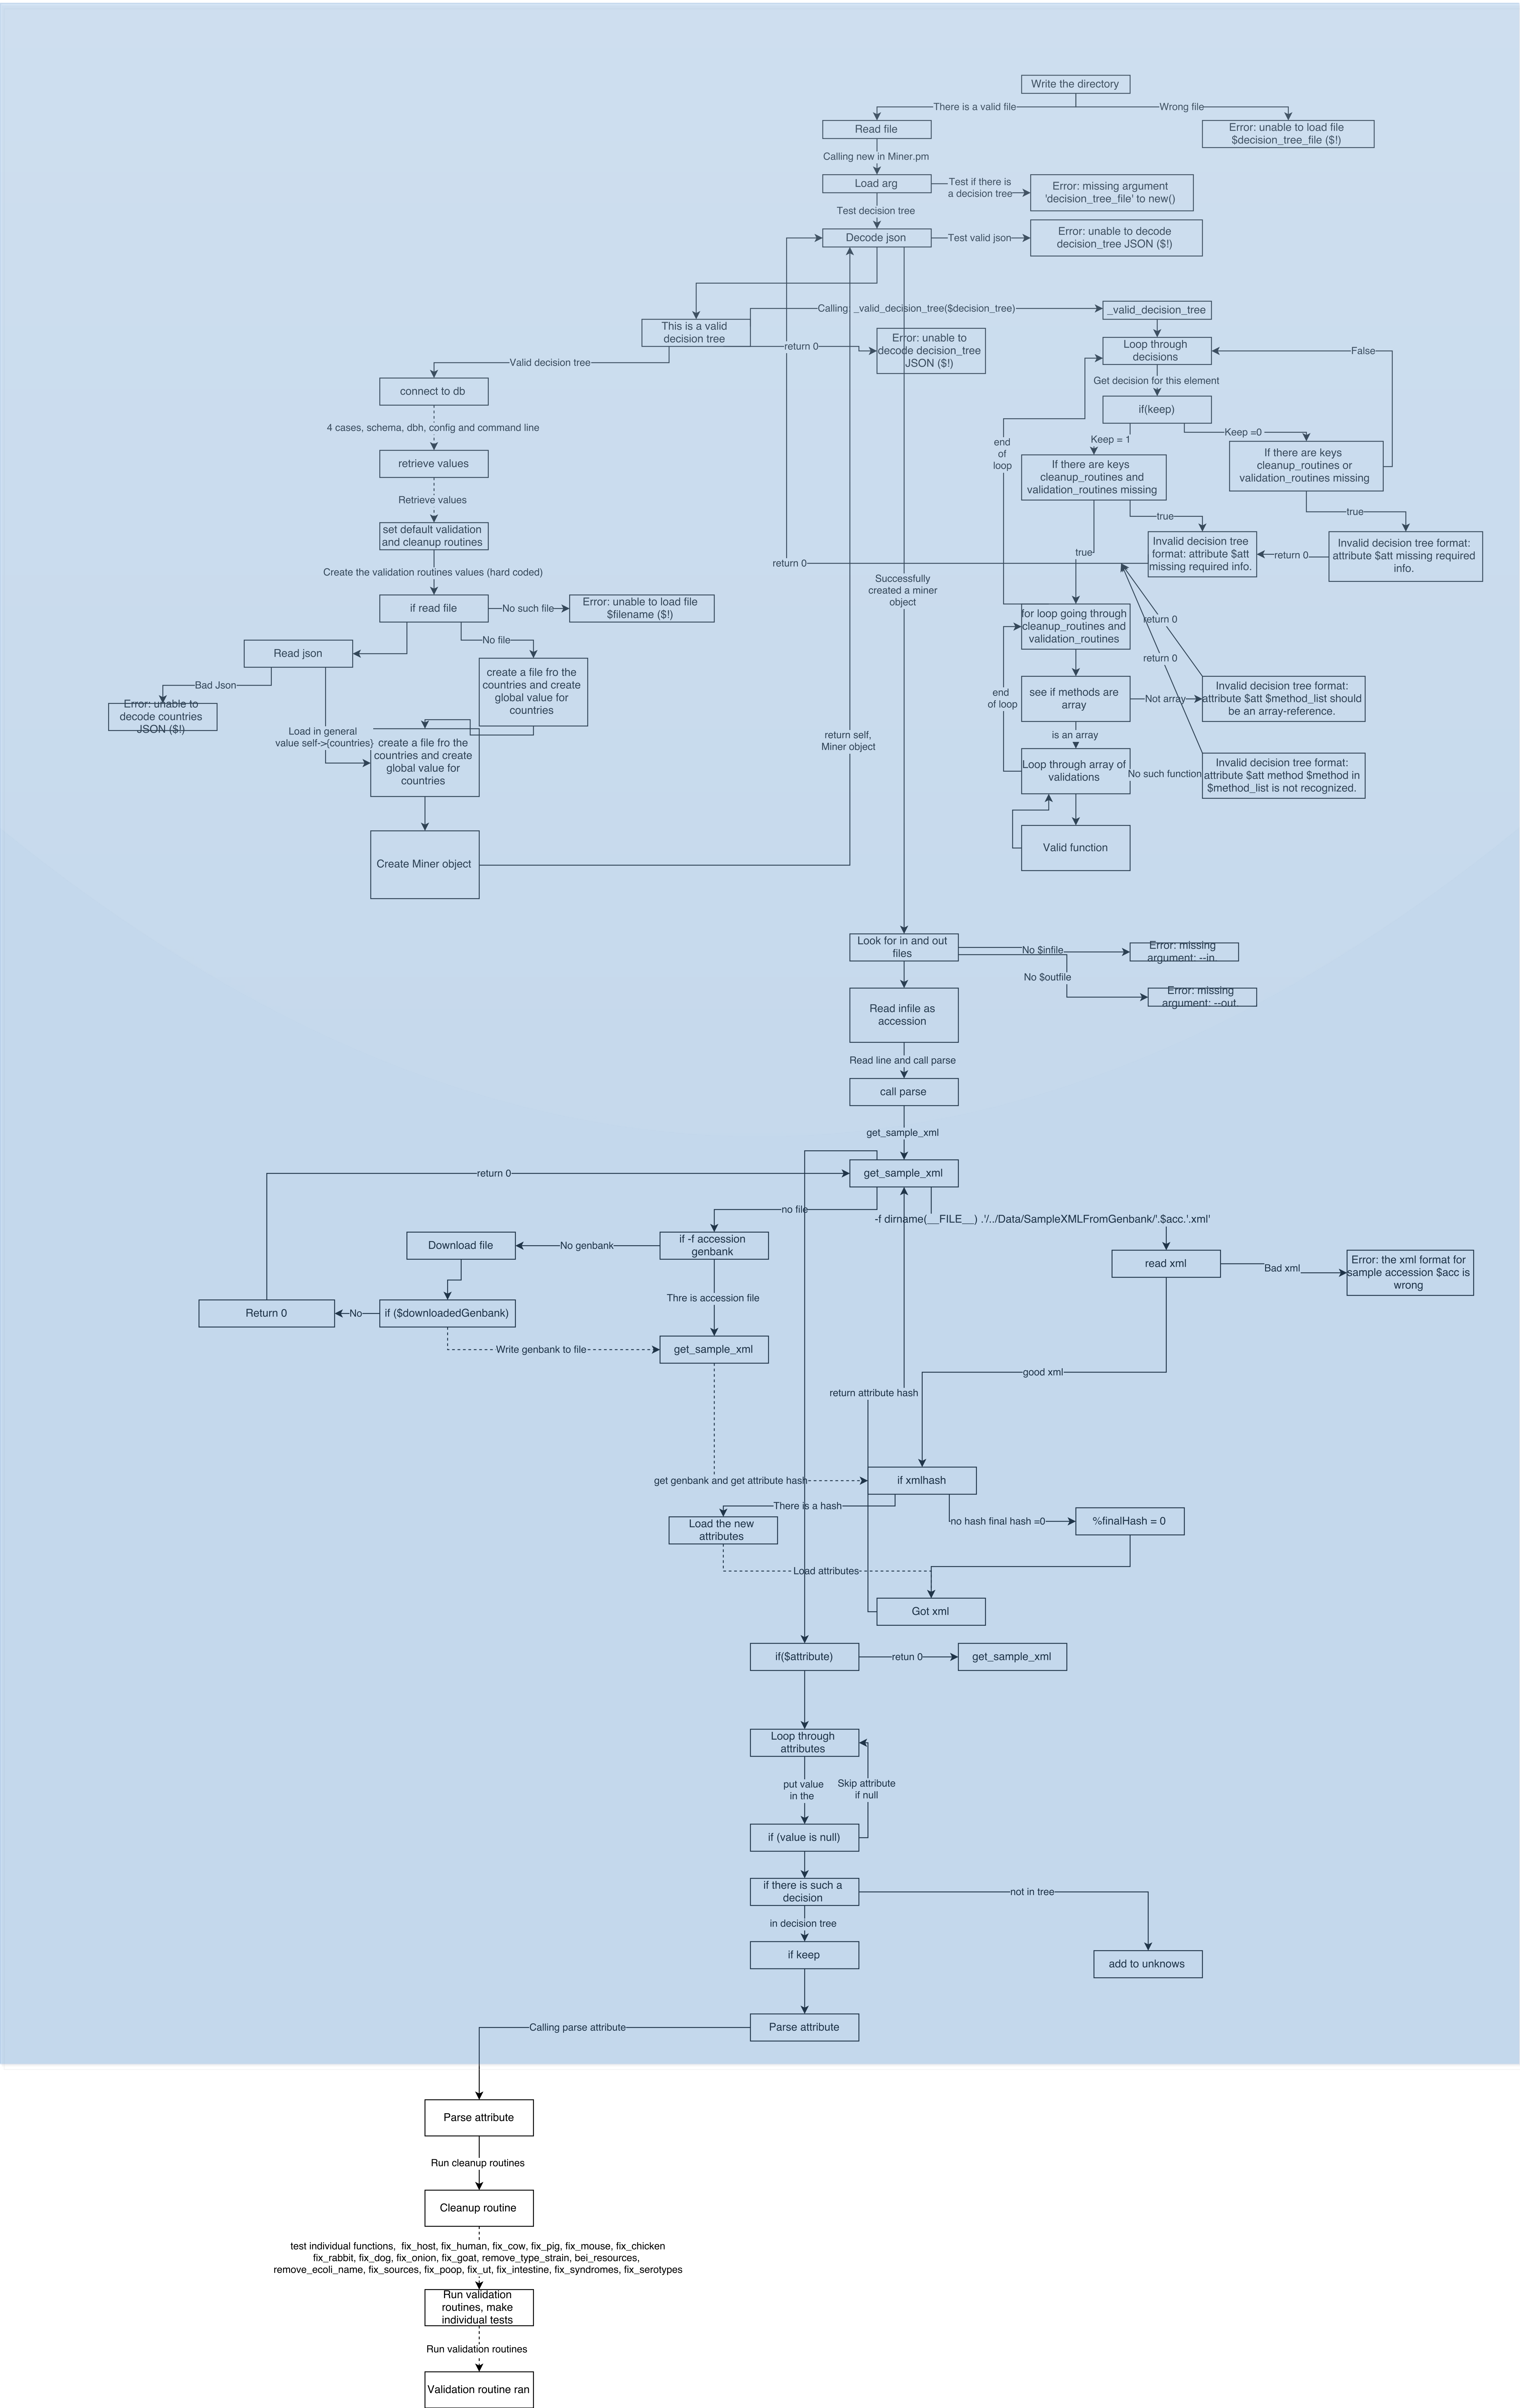 Write the directory
There is a valid file
Wrong file
Read file
Error: unable to load file
$decision_tree_file ($!)
Calling new in Miner.pm
Load arg
Test if there is
a decision tree
Error: missing argument
'decision_tree_file' to new()
Test decision tree
Decode json
Test valid json
Error: unable to decode
decision_tree JSON ($!)
This is a valid
decision tree
Calling _valid_decision_tree($decision_tree)
_valid_decision_tree
return 0
Error: unable to
decode decision_tree
JSON ($!)
Loop through
decisions
False
Valid decision tree
connect to db
Get decision for this element
if(keep)
4 cases, schema, dbh, config and command line
end
of
loop
Keep = 1
Keep =0
retrieve values
If there are keys
cleanup_routines and
validation_routines missing
If there are keys
cleanup_routines or
validation_routines missing
Retrieve values
true
true
set default validation
and cleanup routines
Invalid decision tree
format: attribute $att
missing required info.
return 0
Invalid decision tree format:
attribute $att missing required
info.
true
return 0
Create the validation routines values (hard coded)
Successfully
created a miner
object
if read file
No such file
Error: unable to load file
$filename ($!)
for loop going through
cleanup_routines and
validation_routines
return 0
No file
Read json
return 0
create a file fro the
countries and create
global value for
countries
Bad Json
Error: unable to
decode countries
JSON ($!)
end
of loop
see if methods are
array
Not array
Invalid decision tree format:
attribute $att $method_list should
be an array-reference.
Load in general
value self->{countries}
create a file fro the
countries and create
global value for
countries
return self,
Miner object
is an array
Loop through array of
validations
No such function
Invalid decision tree format:
attribute $att method $method in
$method_list is not recognized.
Valid function
Create Miner object
Look for in and out
files
No $infile
Error: missing
argument: --in
No $outfile
Error: missing
argument: --out
Read infile as
accession
Read line and call parse
call parse
get_sample_xml
get_sample_xml
return 0
no file
-f dirname(__FILE__) .'/../Data/SampleXMLFromGenbank/'.$acc.'.xml'
Download file
No genbank
if -f accession
genbank
read xml
Bad xml
Error: the xml format for
sample accession $acc is
wrong
Thre is accession file
Return 0
No
if ($downloadedGenbank)
Write genbank to file
get_sample_xml
good xml
return attribute hash
get genbank and get attribute hash
if xmlhash
There is a hash
Load the new
attributes
no hash final hash =0
%finalHash = 0
Load attributes
Got xml
if($attribute)
retun 0
get_sample_xml
Loop through
attributes
put value
in the
Skip attribute
if null
if (value is null)
if there is such a
decision
not in tree
in decision tree
if keep
add to unknows
Parse attribute
Calling parse attribute
Parse attribute
Run cleanup routines
Cleanup routine
test individual functions, fix_host, fix_human, fix_cow, fix_pig, fix_mouse, fix_chicken
fix_rabbit, fix_dog, fix_onion, fix_goat, remove_type_strain, bei_resources,
remove_ecoli_name, fix_sources, fix_poop, fix_ut, fix_intestine, fix_syndromes, fix_serotypes
Run validation
routines, make
individual tests
Run validation routines
Validation routine ran